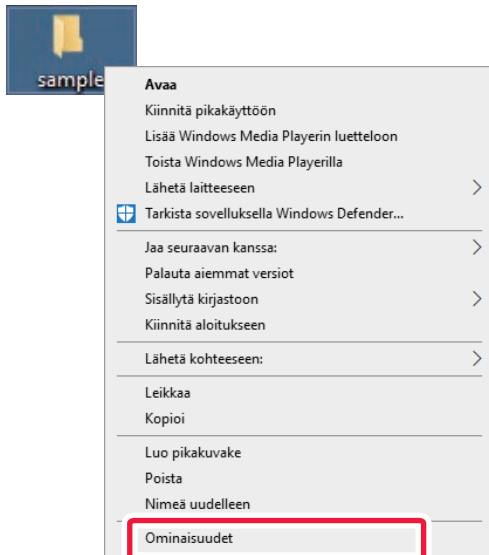 sample
Avaa
Kiinnitä pikakäyttöön
Lisää Windows Media Playerin luetteloon
Toista Windows Media Playerilla
Lähetä laitteeseen
Tarkista sovelluksella Windows Defender...
Jaa seuraavan kanssa:
Palauta aiemmat versiot
Sisällytä kirjastoon
Kiinnitä aloitukseen
Lähetä kohteeseen:
Leikkaa
Kopioi
Luo pikakuvake
Poista
Nimeä uudelleen
Ominaisuudet